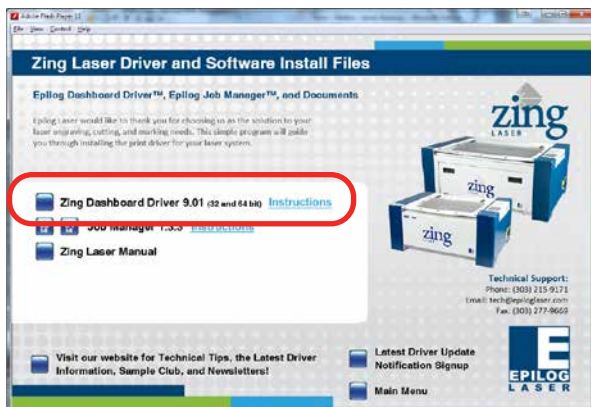 Adobe Flash Player 11
File View Control Help
Zing Laser Driver and Software Install Files
Epilog Dashboard Driver™, Epilog Job Manager™, and Documents
Epilog Laser would like to thank you for choosing us as the solution to your
laser engraving, cutting, and marking needs. This simple program will guide
you through installing the print driver for your laser system.
zing
LASER
Zing Dashboard Driver 9.01 (32 and 64 bit) Instructions
Job Manager 1.3.3 Instructions
Zing Laser Manual
zing
zing
Technical Support:
Phone: (303) 215-9171
Email: tech@epiloglaser.com
Fax: (303) 277-9669
Visit our website for Technical Tips, the Latest Driver
Information, Sample Club, and Newsletters!
Latest Driver Update
Notification Signup
Main Menu
EPILOG
LASER